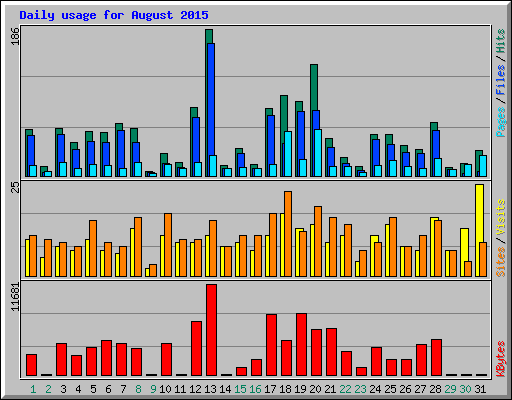 Daily usage for August 2015
186
Pages / Files / Hits
25
Sites / Visits
11681
KBytes
1 2 3 4 5 6 7 8 9 10 11 12 13 14 15 16 17 18 19 20 21 22 23 24 25 26 27 28 29 30 31